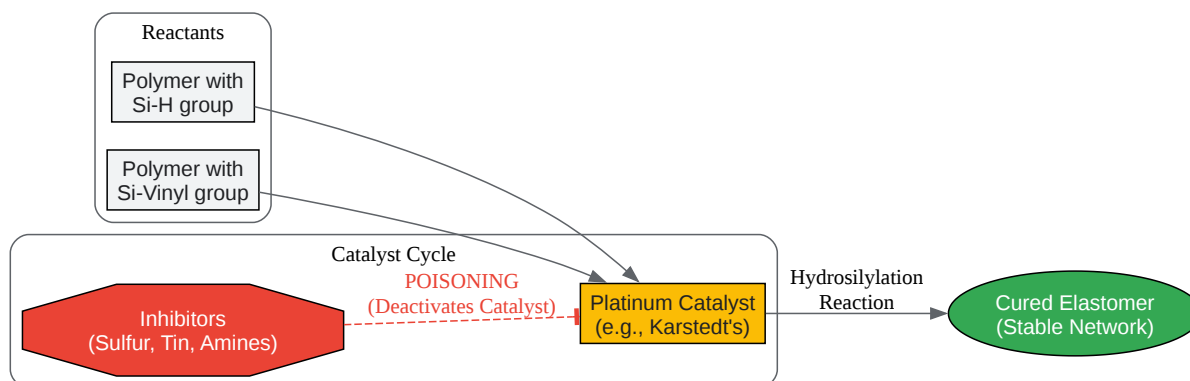 Reactants
Polymer with
Si-H group
Polymer with
Si-Vinyl group
Catalyst Cycle
POISONING
(Deactivates Catalyst)
Inhibitors
(Sulfur, Tin, Amines)
Platinum Catalyst
(e.g., Karstedt's)
Hydrosilylation
Reaction
Cured Elastomer
(Stable Network)